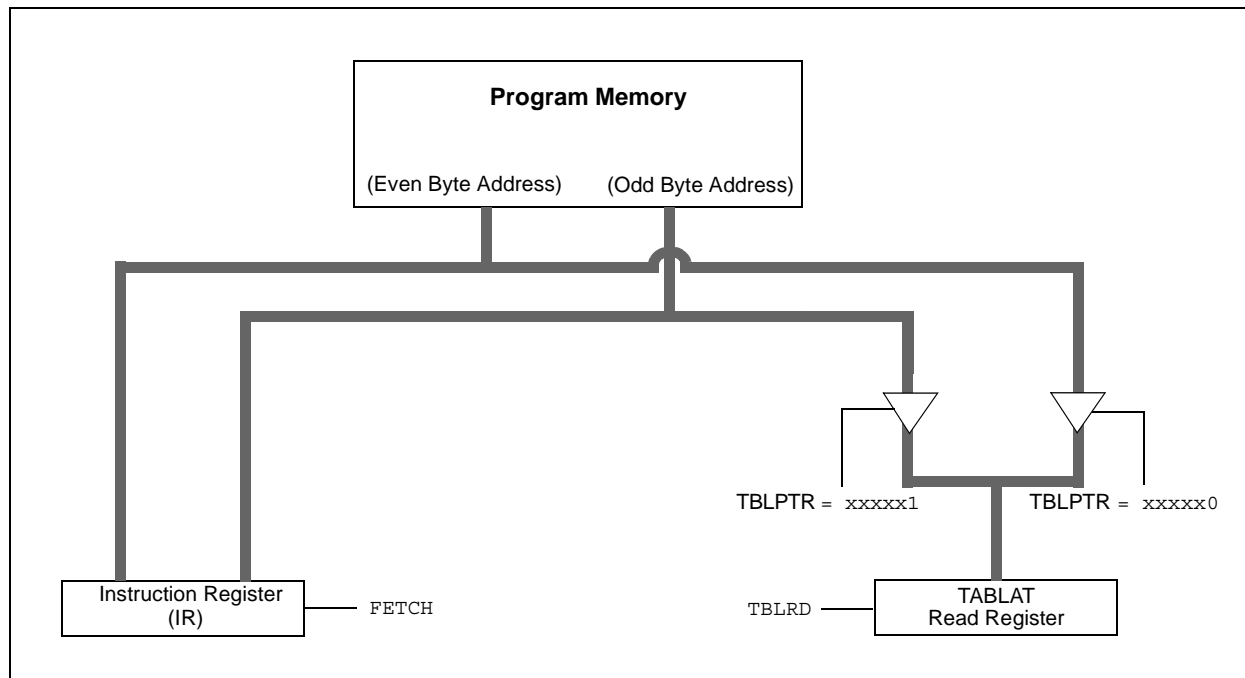 Program Memory
(Even Byte Address) (Odd Byte Address)
TBLPTR = xxxxx1
TBLPTR = xxxxx0
Instruction Register
(IR)
FETCH
TBLRD
TABLAT
Read Register